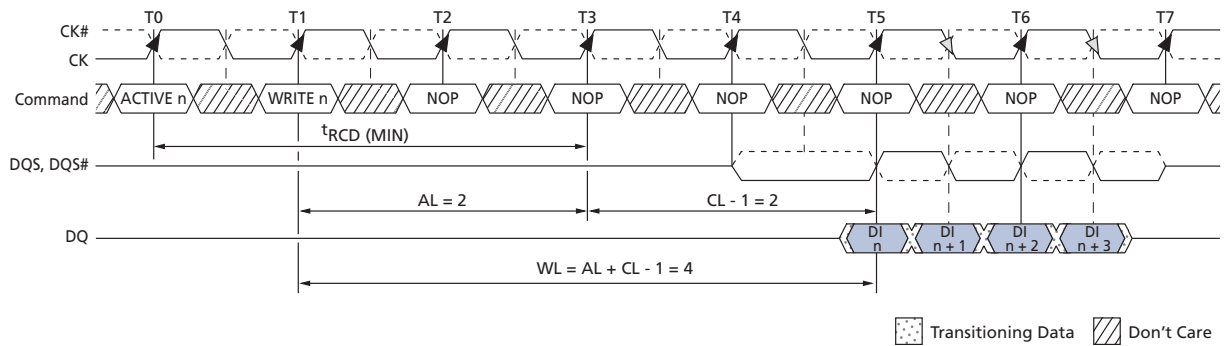 T0 T1 T2 T3 T4 T5 T6 T7
CK#
CK
Command ACTIVE n WRITE n NOP NOP NOP NOP NOP NOP
tRCD (MIN)
DQS, DQS#
AL = 2 CL - 1 = 2
DQ DI n DI n + 1 DI n + 2 DI n + 3
WL = AL + CL - 1 = 4
Transitioning Data Don't Care